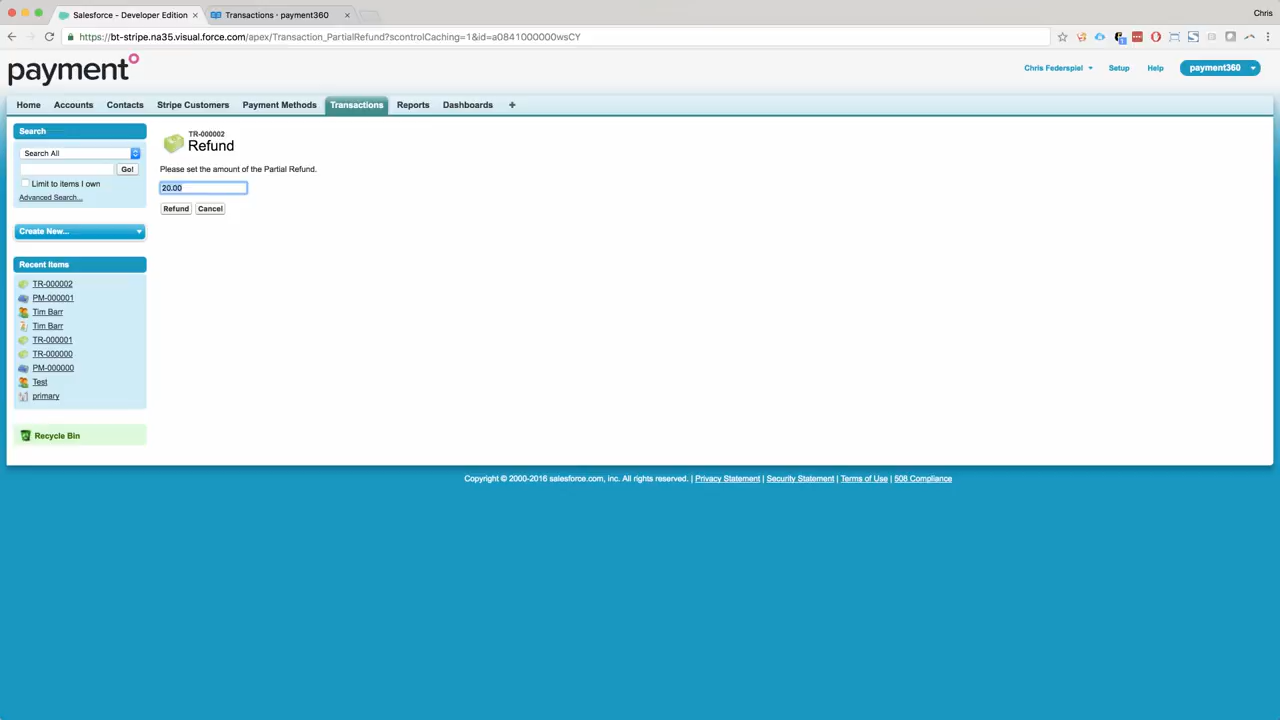 Salesforce - Developer Edition
Transactions · payment360
Chris
https://bt-stripe.na35.visual.force.com/apex/Transaction_PartialRefund?scontrolCaching=1&id=a0841000000wsCY
payment
Chris Federspiel
Setup
Help
payment360
Home
Accounts
Contacts
Stripe Customers
Payment Methods
Transactions
Reports
Dashboards
+
Search
Search All
Go!
Limit to items I own
Advanced Search...
Create New...
Recent Items
TR-000002
PM-000001
Tim Barr
Tim Barr
TR-000001
TR-000000
PM-000000
Test
primary
Recycle Bin
TR-000002
Refund
Please set the amount of the Partial Refund.
20.00
Refund
Cancel
Copyright © 2000-2016 salesforce.com, inc. All rights reserved. | Privacy Statement | Security Statement | Terms of Use | 508 Compliance